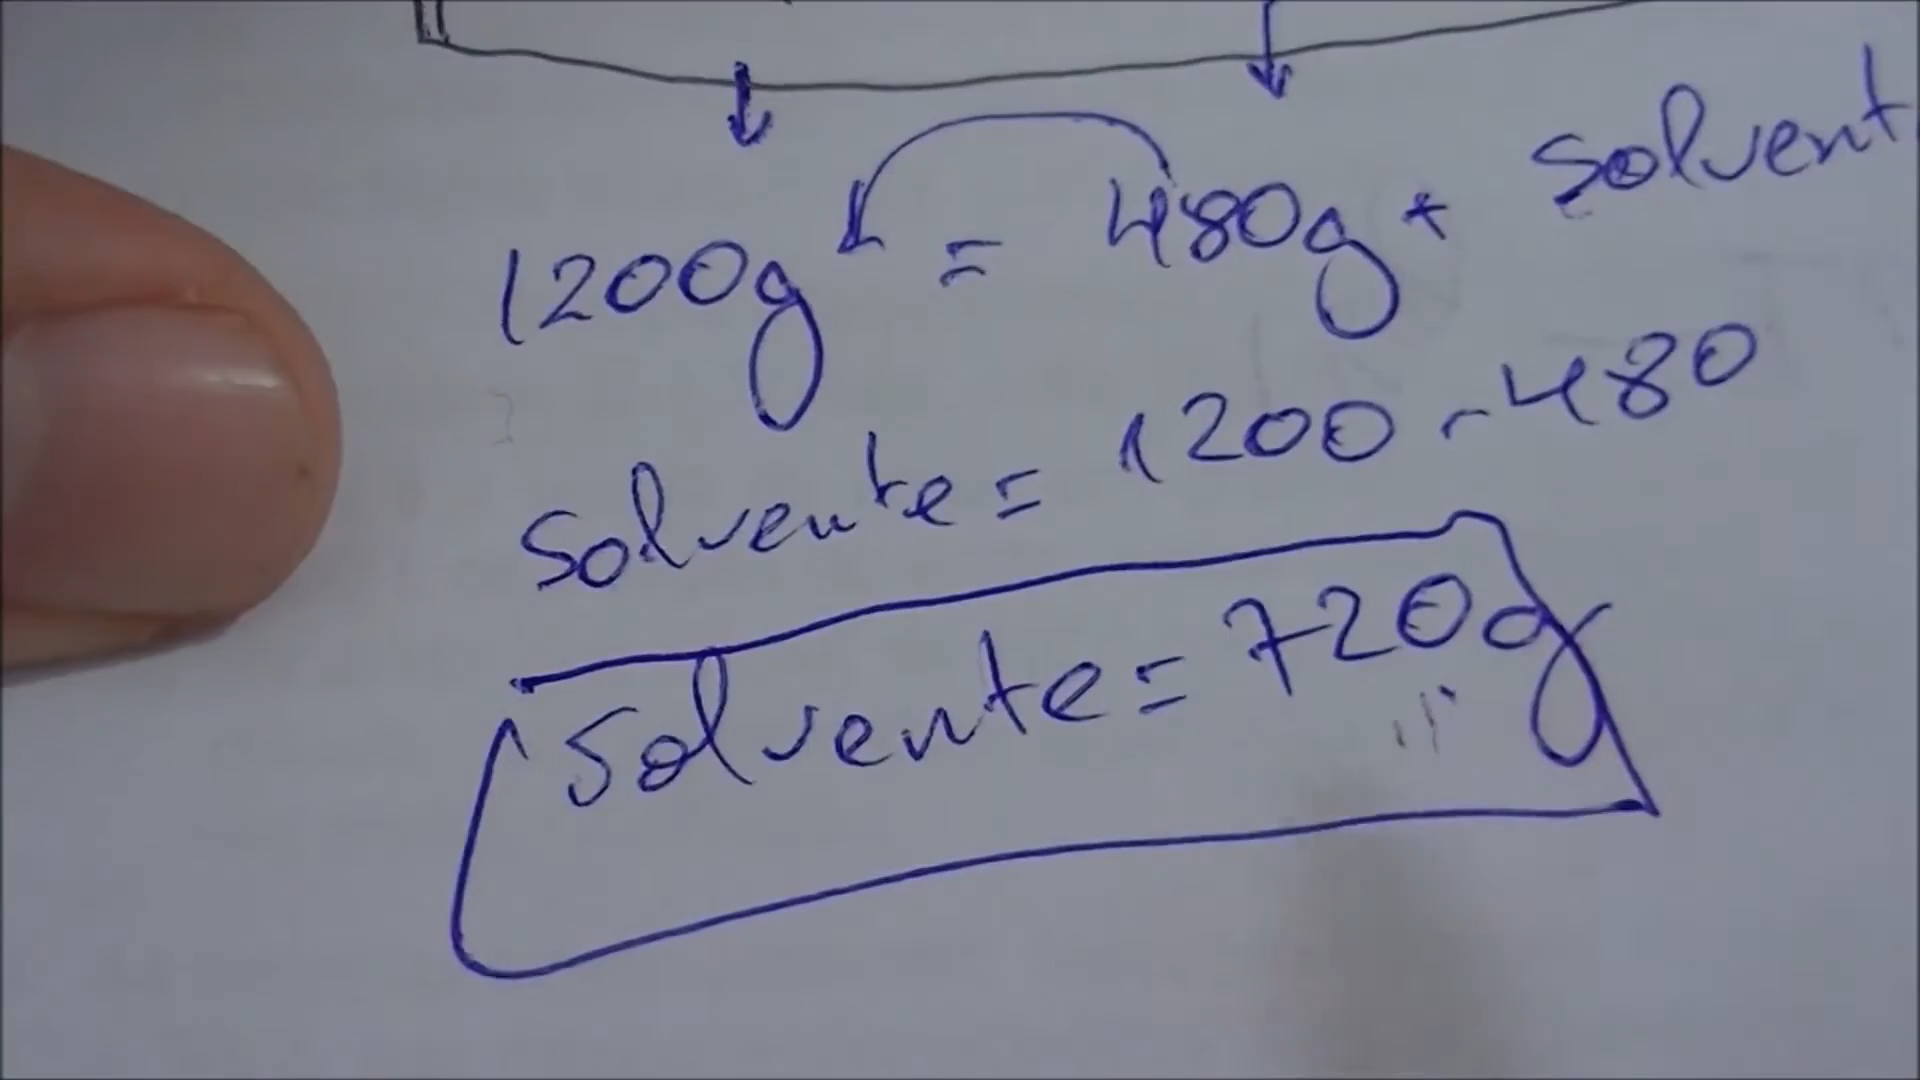 1200g = 480g + solvent
solvente = 1200 - 480
solvente = 720g